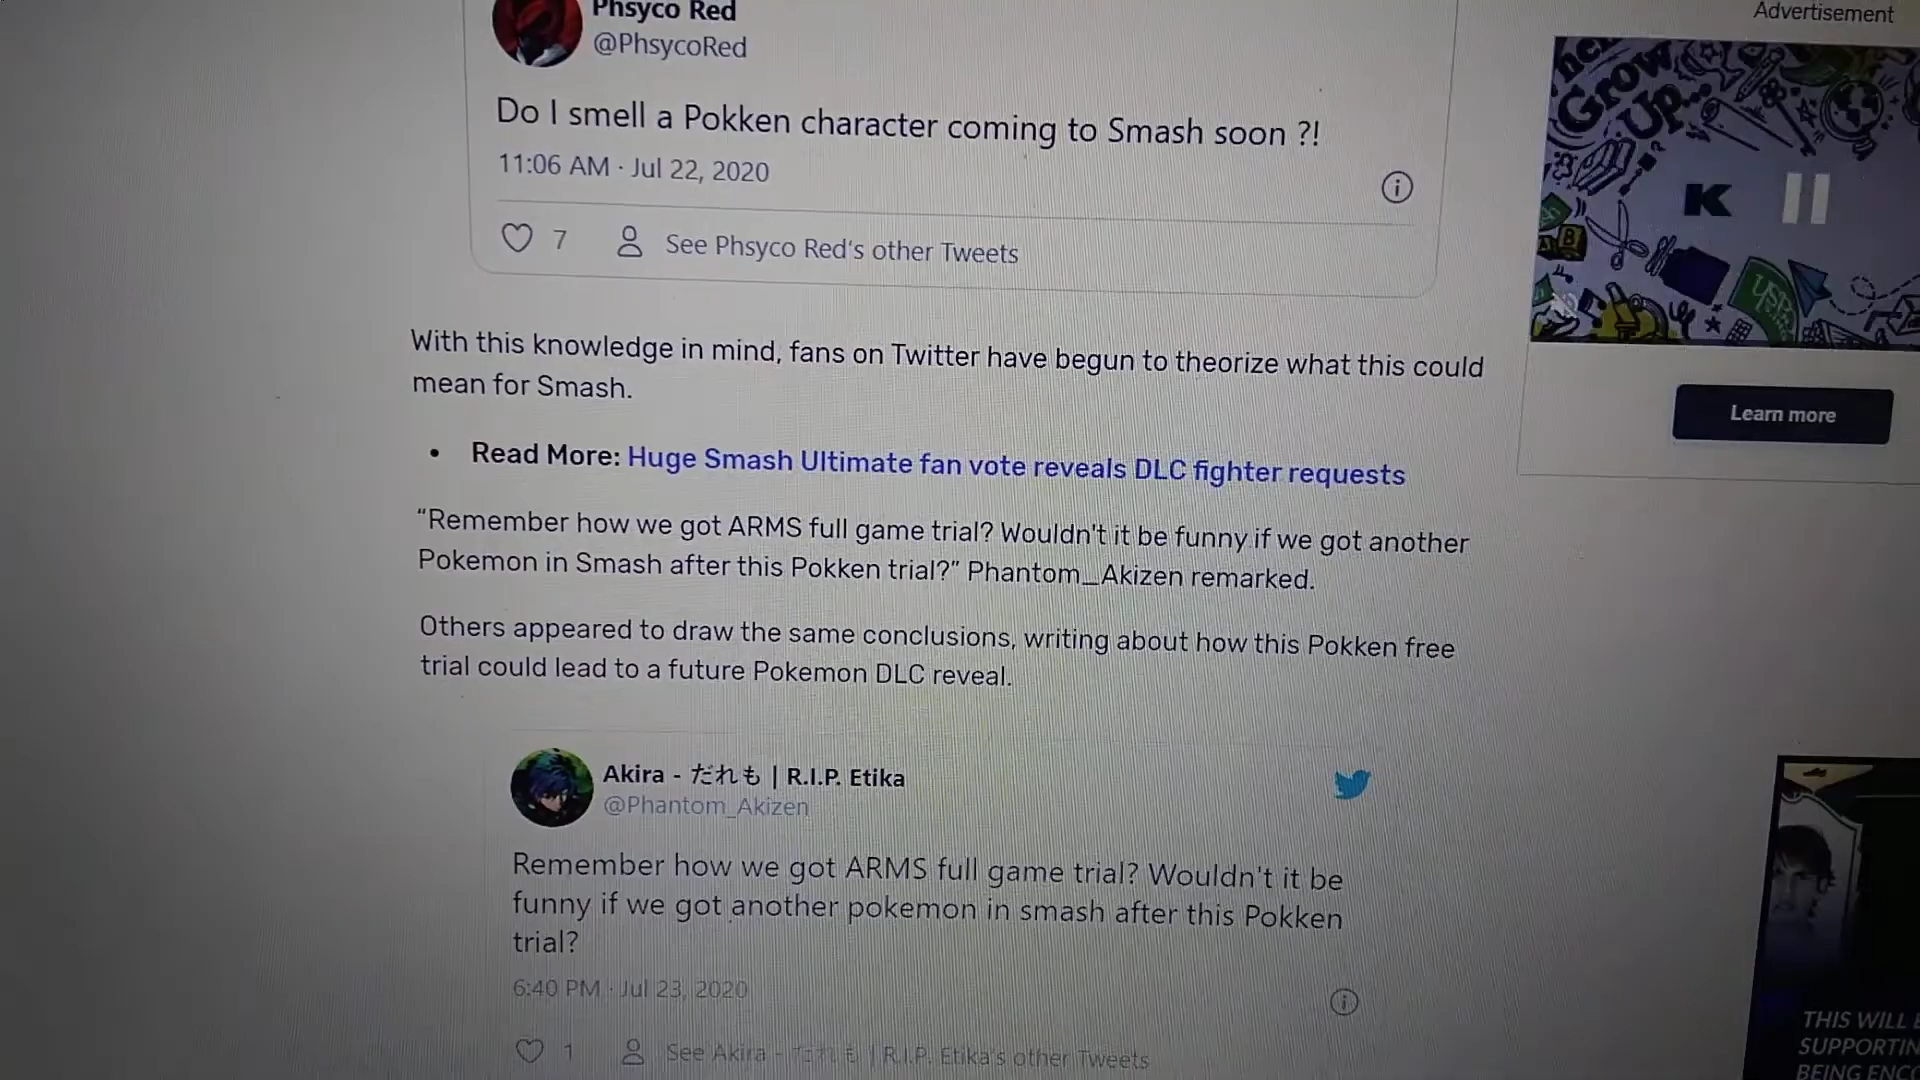 Advertisement
Phsyco Red
@PhsycoRed
Do I smell a Pokken character coming to Smash soon ?!
11:06 AM · Jul 22, 2020
7 See Phsyco Red's other Tweets
Grow
Up...
K
Learn more
With this knowledge in mind, fans on Twitter have begun to theorize what this could
mean for Smash.
• Read More: Huge Smash Ultimate fan vote reveals DLC fighter requests
“Remember how we got ARMS full game trial? Wouldn't it be funny if we got another
Pokemon in Smash after this Pokken trial?” Phantom_Akizen remarked.
Others appeared to draw the same conclusions, writing about how this Pokken free
trial could lead to a future Pokemon DLC reveal.
Akira - だれも | R.I.P. Etika
@Phantom_Akizen
Remember how we got ARMS full game trial? Wouldn't it be
funny if we got another pokemon in smash after this Pokken
trial?
6:40 PM · Jul 23, 2020
1 See Akira - だれも | R.I.P. Etika's other Tweets
THIS WILL
SUPPORTIN
BEING ENCO